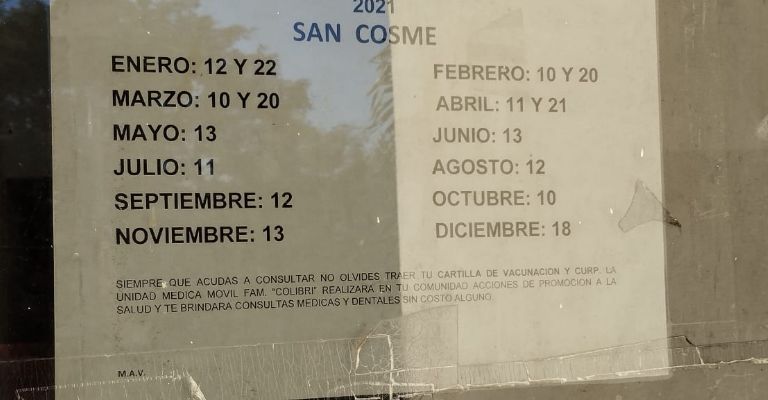 2021
SAN COSME
ENERO: 12 Y 22
FEBRERO: 10 Y 20
MARZO: 10 Y 20
ABRIL: 11 Y 21
MAYO: 13
JUNIO: 13
JULIO: 11
AGOSTO: 12
SEPTIEMBRE: 12
OCTUBRE: 10
NOVIEMBRE: 13
DICIEMBRE: 18
SIEMPRE QUE ACUDAS A CONSULTAR NO OLVIDES TRAER TU CARTILLA DE VACUNACION Y CURP. LA
UNIDAD MEDICA MOVIL FAM. "COLIBRI" REALIZARA EN TU COMUNIDAD ACCIONES DE PROMOCION A LA
SALUD Y TE BRINDARA CONSULTAS MEDICAS Y DENTALES SIN COSTO ALGUNO.
M.A.V.